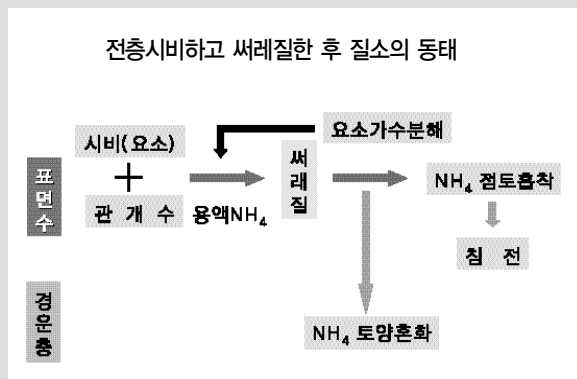 전층시비하고 써레질한 후 질소의 동태
시비(요소)
요소가수분해
표면수
+
써레질
NH4 점토흡착
관 개 수
용액NH4
침 전
경운층
NH4 토양혼화